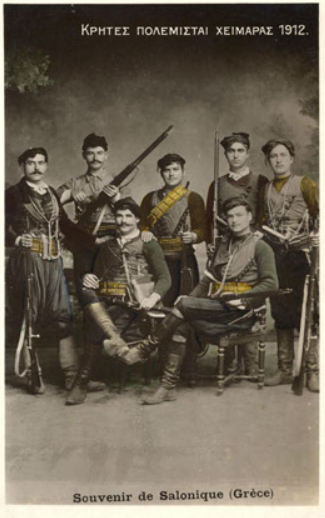 ΚΡΗΤΕΣ ΠΟΛΕΜΙΣΤΑΙ ΧΕΙΜΑΡΑΣ 1912.
Souvenir de Salonique (Grèce)